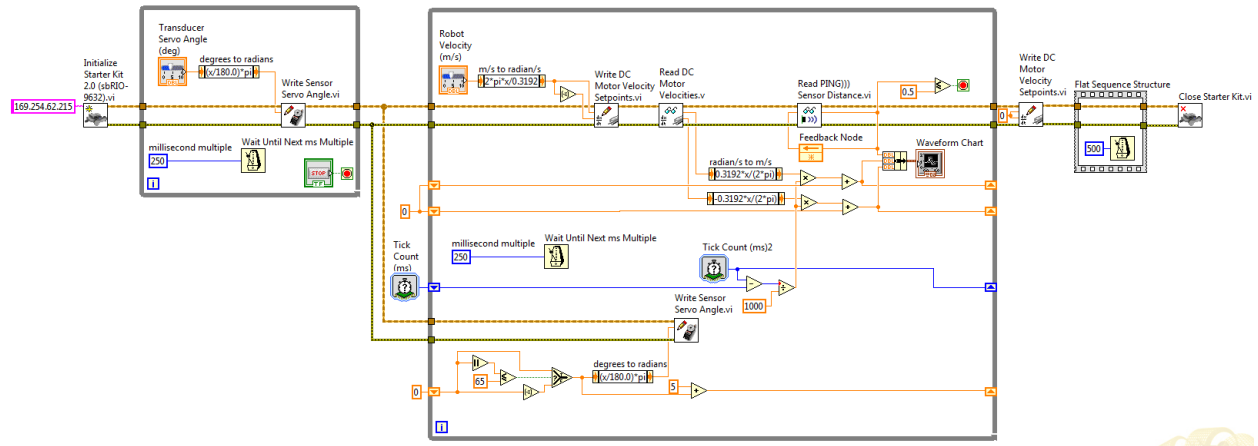 Transducer
Servo Angle
(deg)
degrees to radians
(x/180.0)*pi
Initialize
Starter Kit
2.0 (sbRIO-
9632).vi
169.254.62.215
Write Sensor
Servo Angle.vi
millisecond multiple
250
Wait Until Next ms Multiple
STOP
TF
i
Robot
Velocity
(m/s)
m/s to radian/s
2*pi*x/0.3192
Write DC
Motor Velocity
Setpoints.vi
Read DC
Motor
Velocities.v
Read PING)))
Sensor Distance.vi
0.5
Feedback Node
Waveform Chart
radian/s to m/s
0.3192*x/(2*pi)
-0.3192*x/(2*pi)
0
millisecond multiple
250
Wait Until Next ms Multiple
Tick
Count
(ms)
Tick Count (ms)2
1000
Write Sensor
Servo Angle.vi
degrees to radians
(x/180.0)*pi
65
0
5
i
Write DC
Motor
Velocity
Setpoints.vi
0
Flat Sequence Structure
500
Close Starter Kit.vi